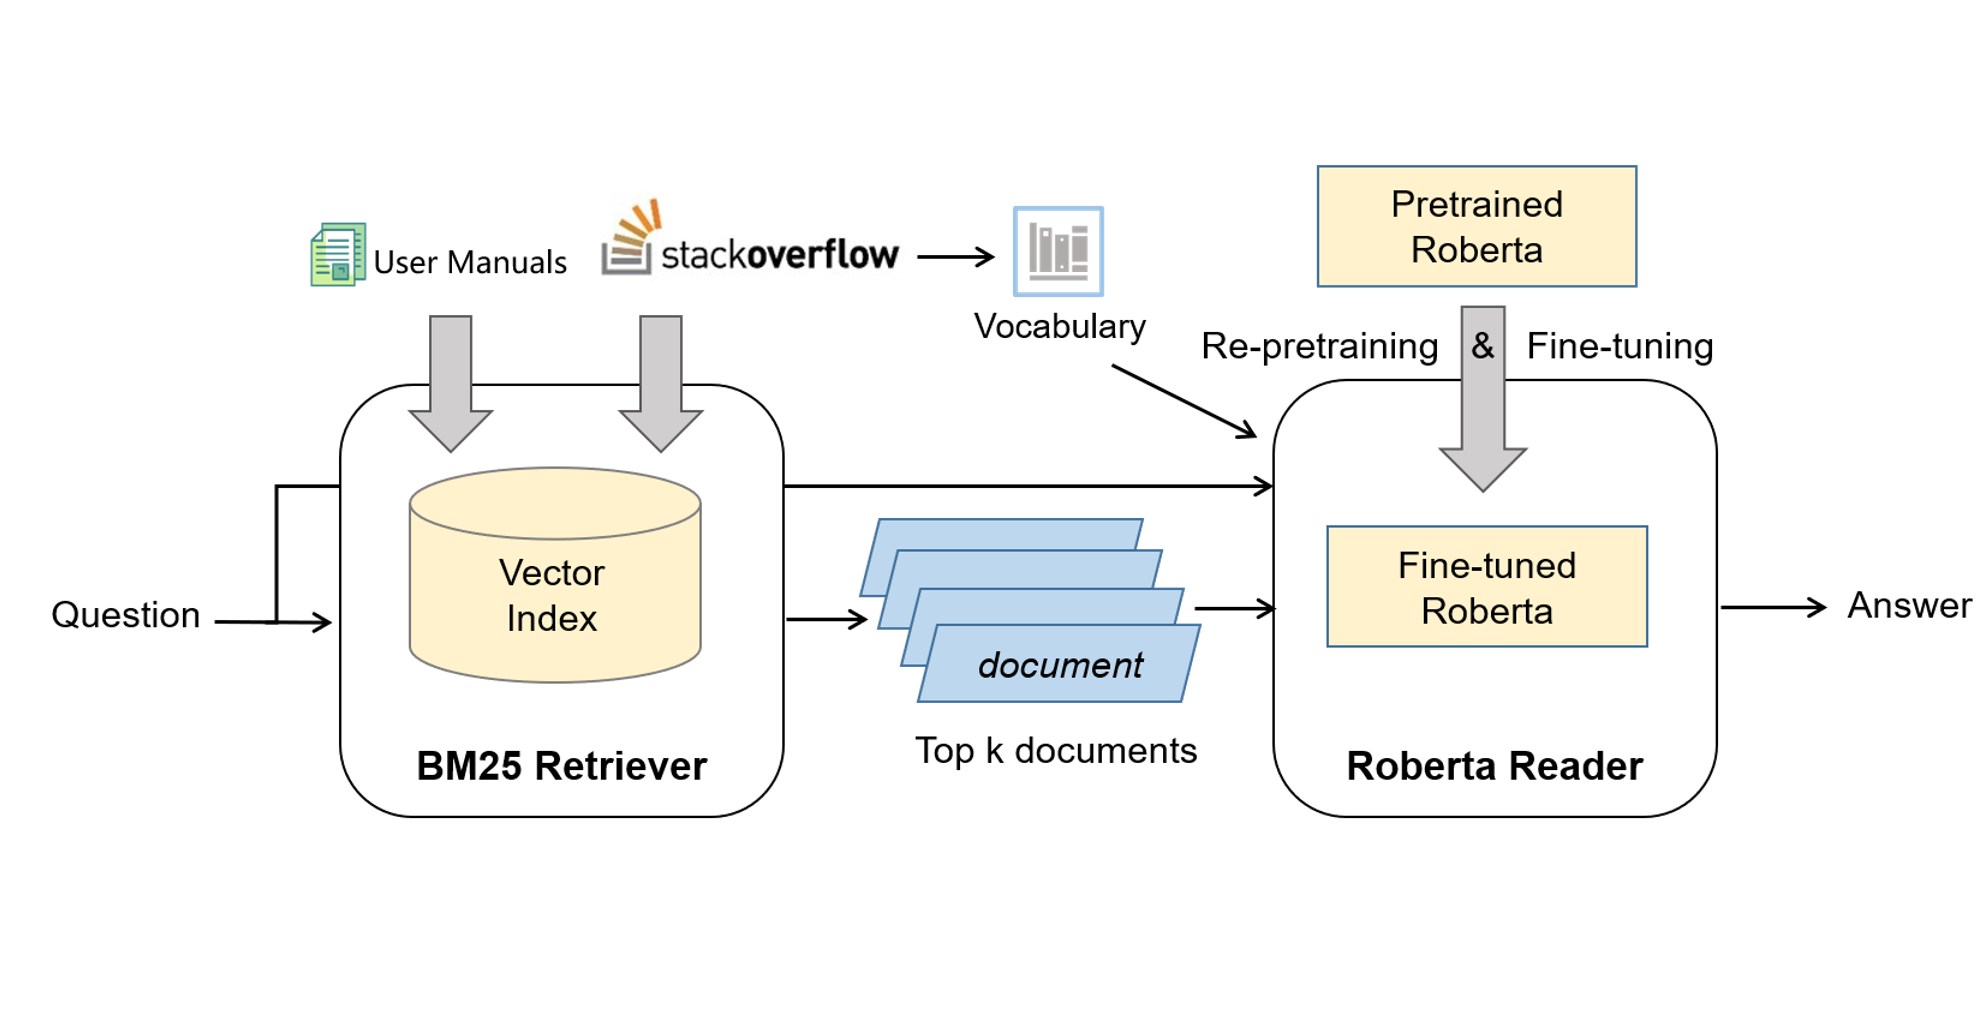 User Manuals
stackoverflow
Vocabulary
Pretrained
Roberta
Re-pretraining & Fine-tuning
Question
Vector
Index
BM25 Retriever
document
Top k documents
Fine-tuned
Roberta
Roberta Reader
Answer